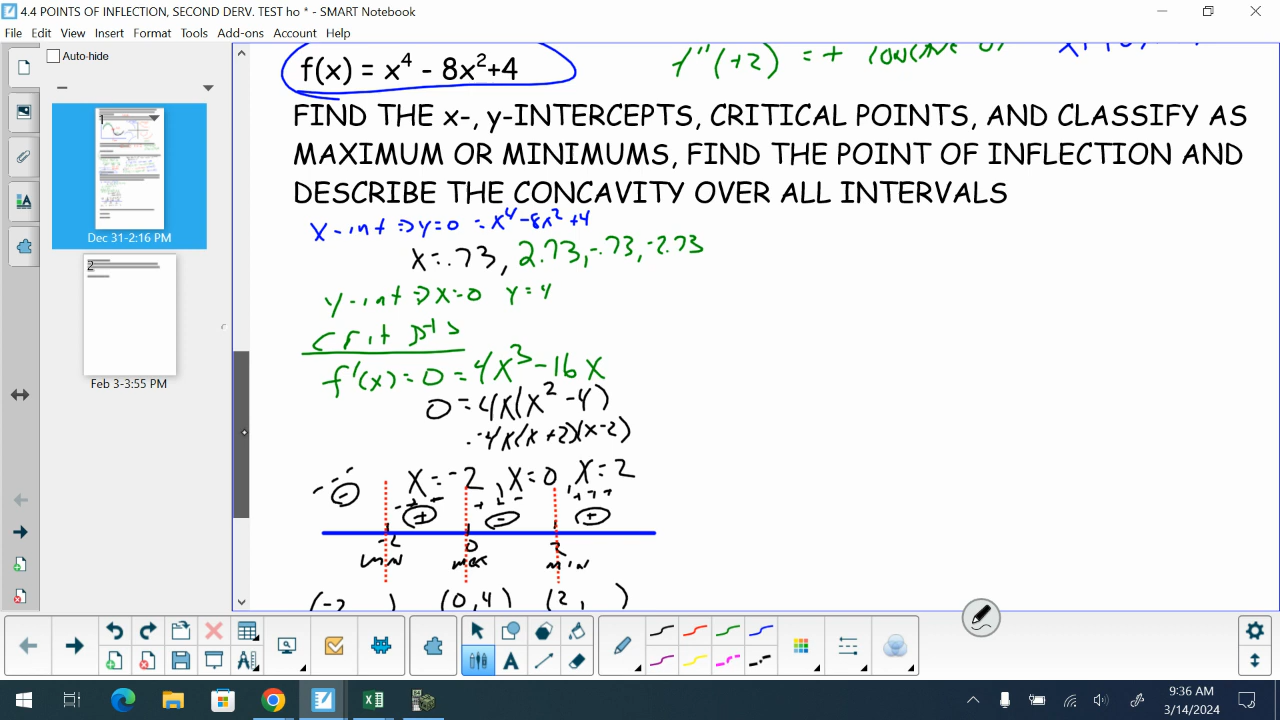 4.4 POINTS OF INFLECTION, SECOND DERV. TEST ho * - SMART Notebook
File Edit View Insert Format Tools Add-ons Account Help
Auto-hide
1
Dec 31-2:16 PM
2
Feb 3-3:55 PM
f''(+2) = +
f(x) = x⁴ - 8x²+4
FIND THE x-, y-INTERCEPTS, CRITICAL POINTS, AND CLASSIFY AS
MAXIMUM OR MINIMUMS, FIND THE POINT OF INFLECTION AND
DESCRIBE THE CONCAVITY OVER ALL INTERVALS
x-int ⇒ y=0 = x⁴-8x²+4
x=.73, 2.73, -.73, -2.73
y-int ⇒ x=0 y=4
crit pts
f'(x)=0=4x³-16x
0=4x(x²-4)
=4x(x+2)(x-2)
x=-2, x=0, x=2
- - -
- + - + + - + + +
- + - +
-2 0 2
min max min
(-2 ) (0,4) (2, )
A
9:36 AM
3/14/2024